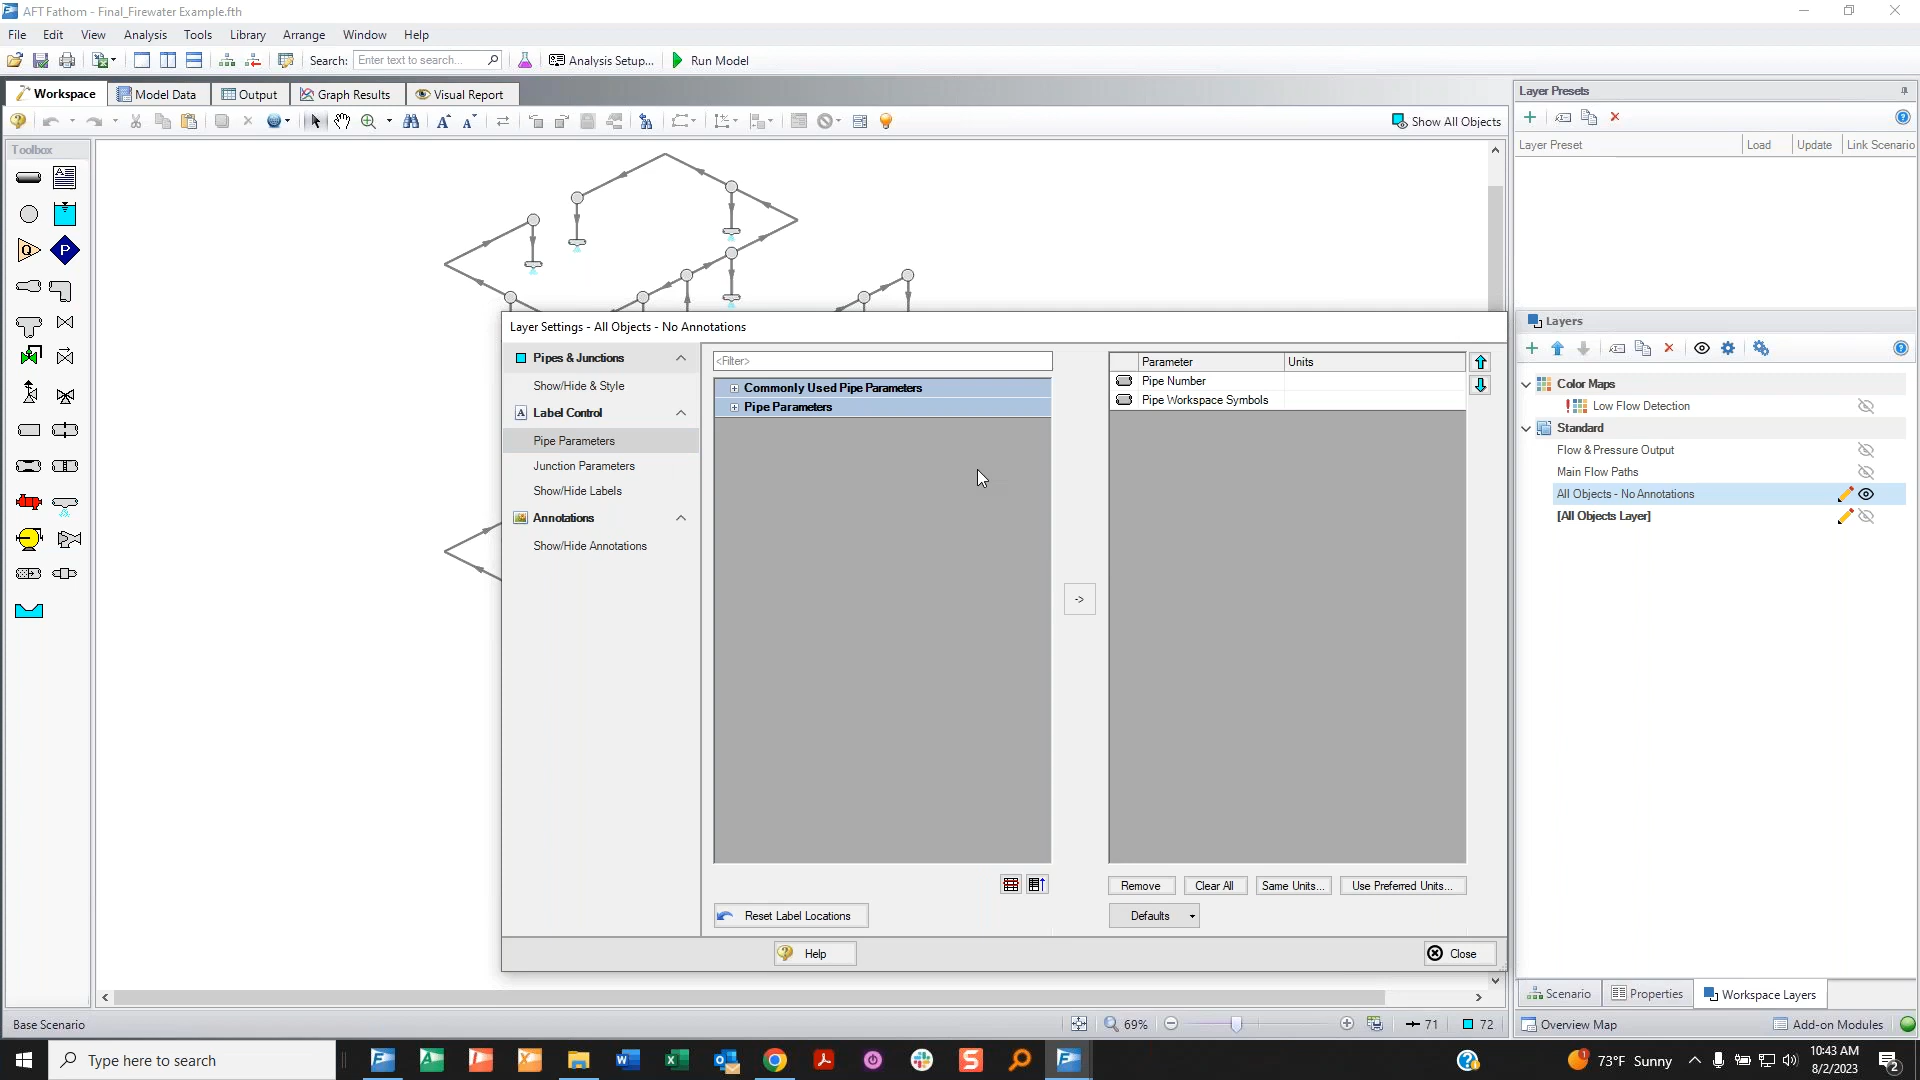 AFT Fathom - Final_Firewater Example.fth
File Edit View Analysis Tools Library Arrange Window Help
Search: Enter text to search... Analysis Setup... Run Model
Workspace Model Data Output Graph Results Visual Report
Show All Objects
Toolbox
Layer Presets
Layer Preset Load Update Link Scenario
Layer Settings - All Objects - No Annotations
Pipes & Junctions
Show/Hide & Style
Label Control
Pipe Parameters
Junction Parameters
Show/Hide Labels
Annotations
Show/Hide Annotations
<Filter>
Commonly Used Pipe Parameters
Pipe Parameters
->
Parameter Units
Pipe Number
Pipe Workspace Symbols
Remove Clear All Same Units... Use Preferred Units...
Reset Label Locations
Defaults
Help
Close
Layers
Color Maps
Low Flow Detection
Standard
Flow & Pressure Output
Main Flow Paths
All Objects - No Annotations
[All Objects Layer]
Scenario Properties Workspace Layers
Base Scenario
69%
71
72
Overview Map
Add-on Modules
Type here to search
73°F Sunny
10:43 AM
8/2/2023